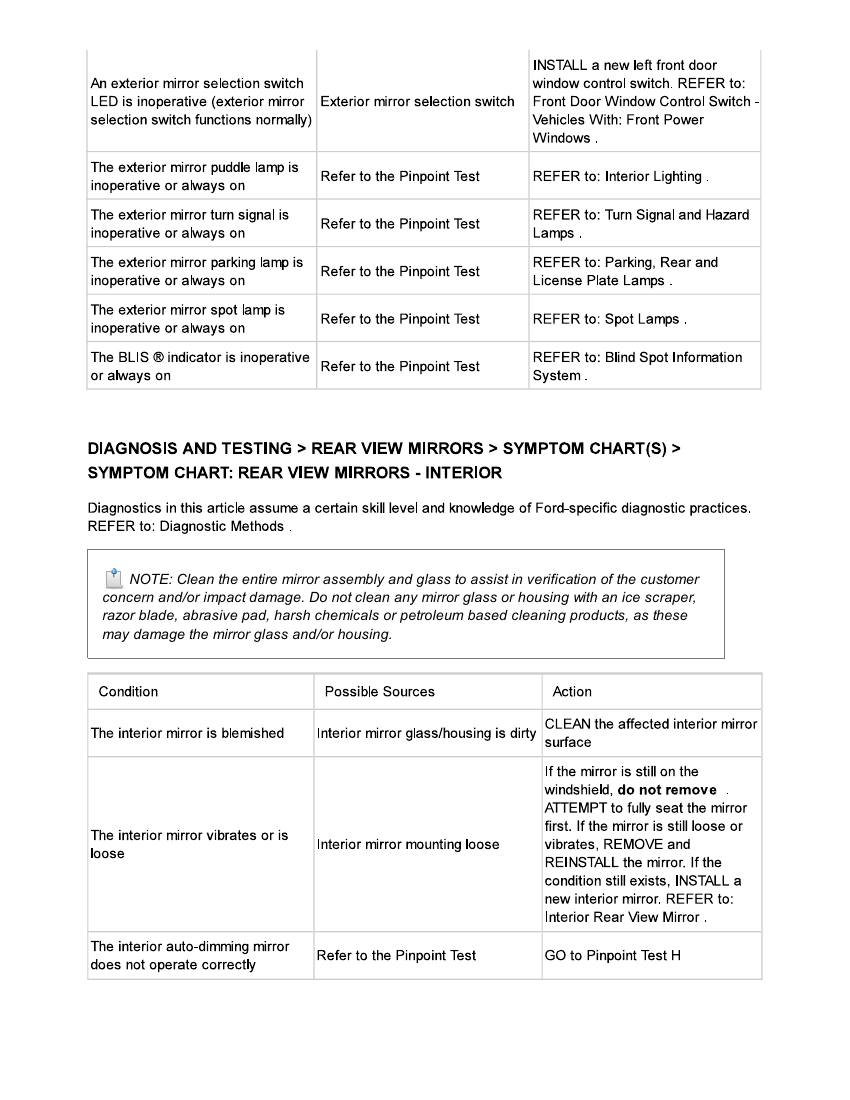 An exterior mirror selection switch
LED is inoperative (exterior mirror
selection switch functions normally)
Exterior mirror selection switch
INSTALL a new left front door
window control switch. REFER to:
Front Door Window Control Switch -
Vehicles With: Front Power
Windows .
The exterior mirror puddle lamp is
inoperative or always on
Refer to the Pinpoint Test
REFER to: Interior Lighting .
The exterior mirror turn signal is
inoperative or always on
Refer to the Pinpoint Test
REFER to: Turn Signal and Hazard
Lamps .
The exterior mirror parking lamp is
inoperative or always on
Refer to the Pinpoint Test
REFER to: Parking, Rear and
License Plate Lamps .
The exterior mirror spot lamp is
inoperative or always on
Refer to the Pinpoint Test
REFER to: Spot Lamps .
The BLIS ® indicator is inoperative
or always on
Refer to the Pinpoint Test
REFER to: Blind Spot Information
System .
DIAGNOSIS AND TESTING > REAR VIEW MIRRORS > SYMPTOM CHART(S) >
SYMPTOM CHART: REAR VIEW MIRRORS - INTERIOR
Diagnostics in this article assume a certain skill level and knowledge of Ford-specific diagnostic practices.
REFER to: Diagnostic Methods .
NOTE: Clean the entire mirror assembly and glass to assist in verification of the customer
concern and/or impact damage. Do not clean any mirror glass or housing with an ice scraper,
razor blade, abrasive pad, harsh chemicals or petroleum based cleaning products, as these
may damage the mirror glass and/or housing.
Condition
Possible Sources
Action
The interior mirror is blemished
Interior mirror glass/housing is dirty
CLEAN the affected interior mirror
surface
The interior mirror vibrates or is
loose
Interior mirror mounting loose
If the mirror is still on the
windshield, do not remove .
ATTEMPT to fully seat the mirror
first. If the mirror is still loose or
vibrates, REMOVE and
REINSTALL the mirror. If the
condition still exists, INSTALL a
new interior mirror. REFER to:
Interior Rear View Mirror .
The interior auto-dimming mirror
does not operate correctly
Refer to the Pinpoint Test
GO to Pinpoint Test H